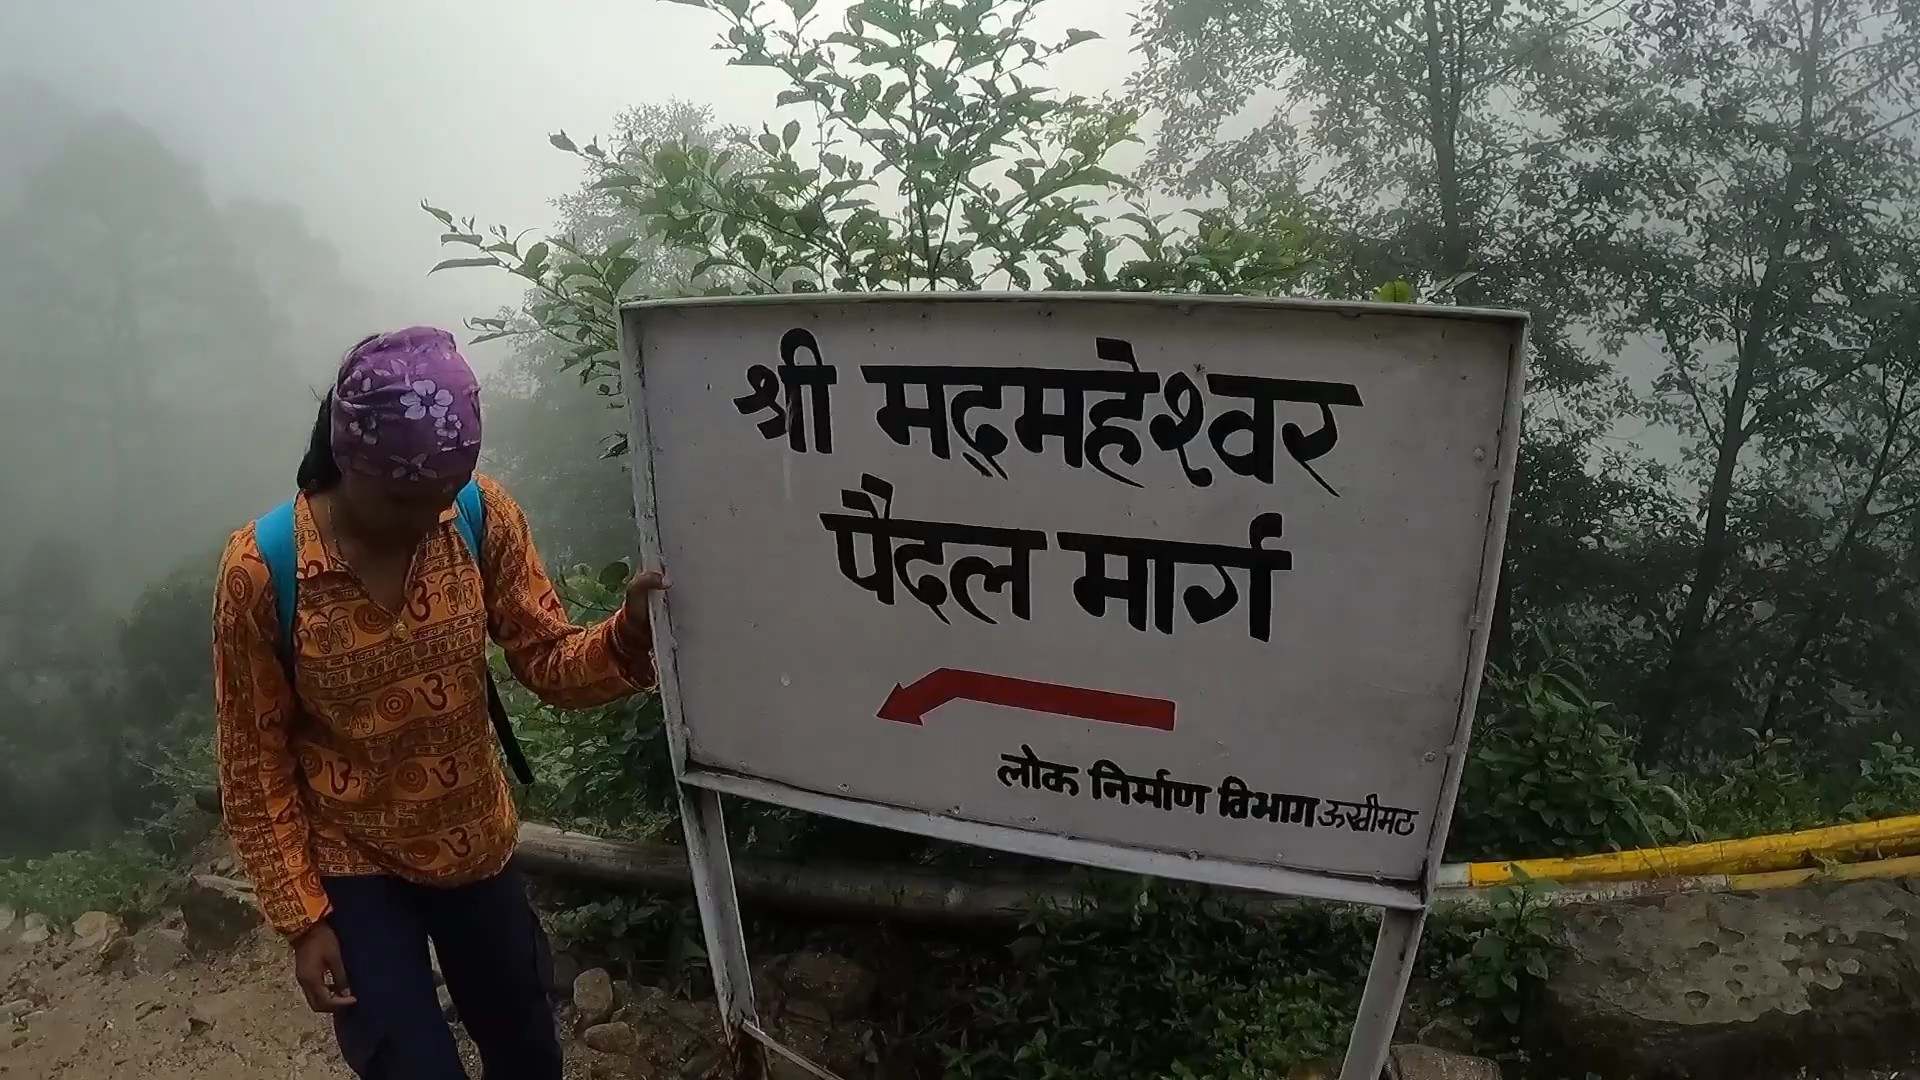 श्री मद्महेश्वर
पैदल मार्ग
लोक निर्माण विभाग ऊखीमठ